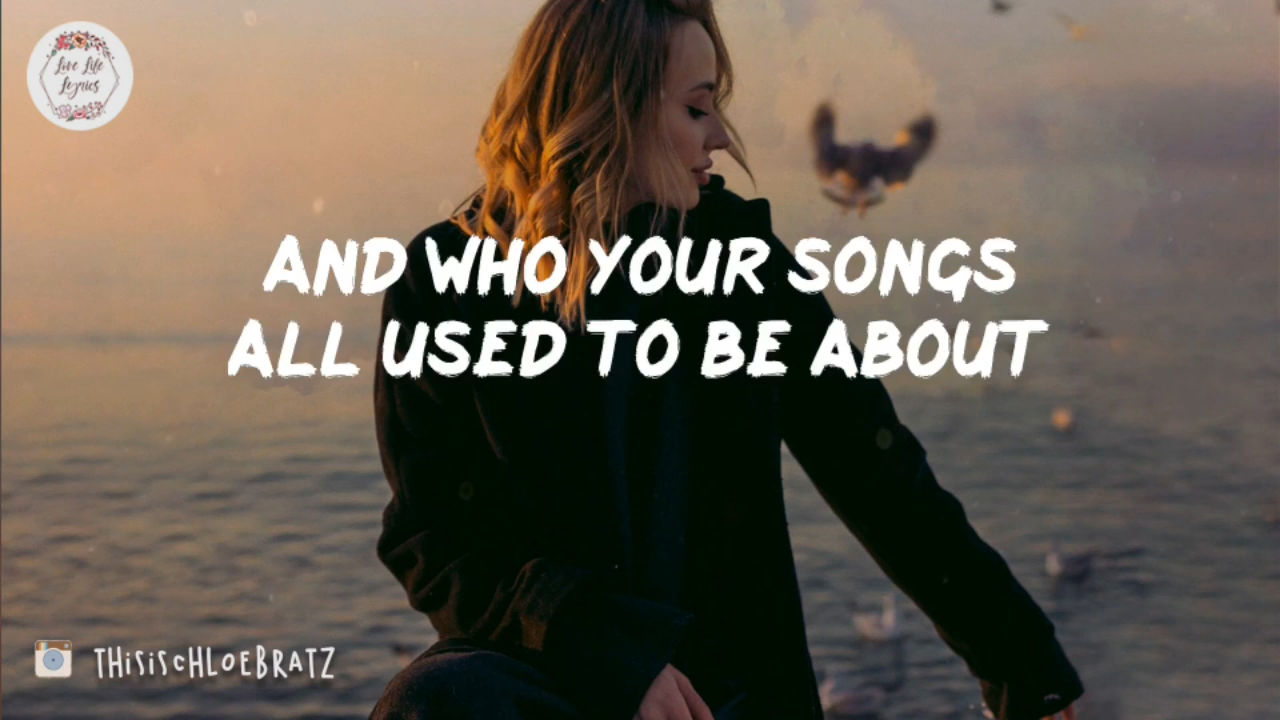 Live Life
Lyrics
AND WHO YOUR SONGS
ALL USED TO BE ABOUT
THiSiSCHLOEBRATZ